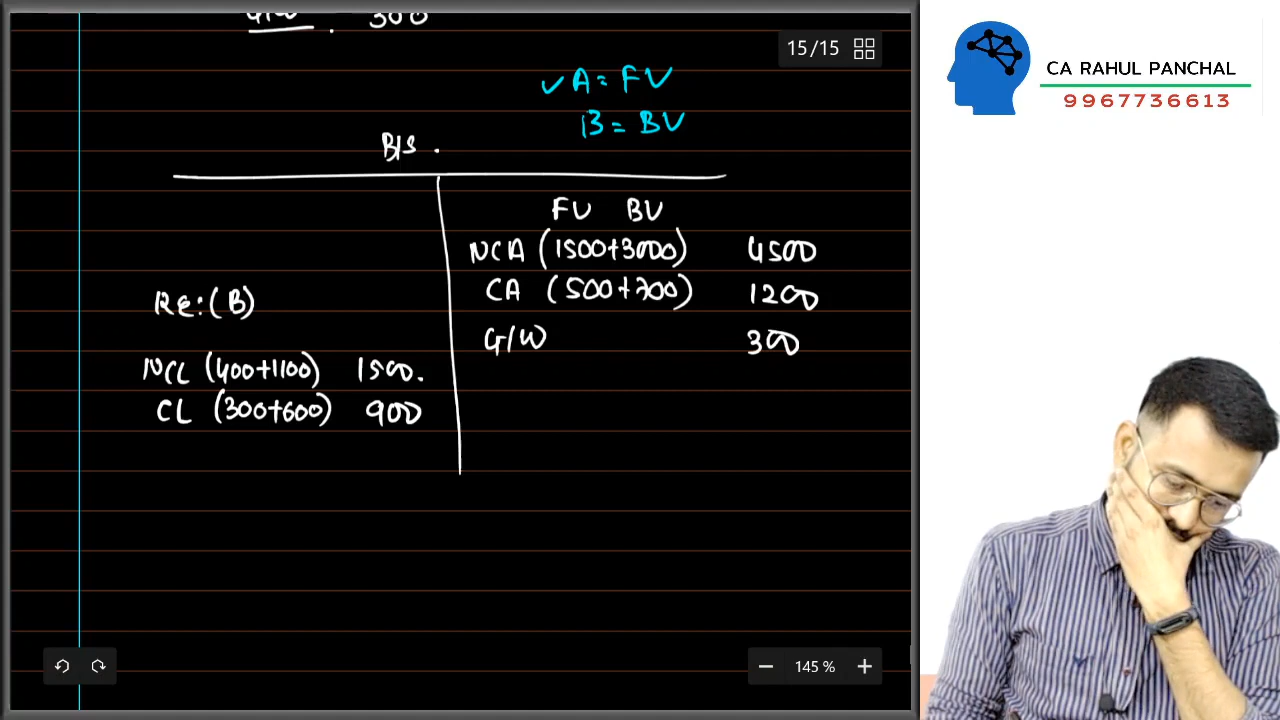 300
15/15
CA RAHUL PANCHAL
9967736613
✓ A = FV
B = BV
B/S .
FV BV
NCA (1500+3000) 4500
CA (500+700) 1200
G/W 300
RE:(B)
NCL (400+1100) 1500.
CL (300+600) 900
145 %